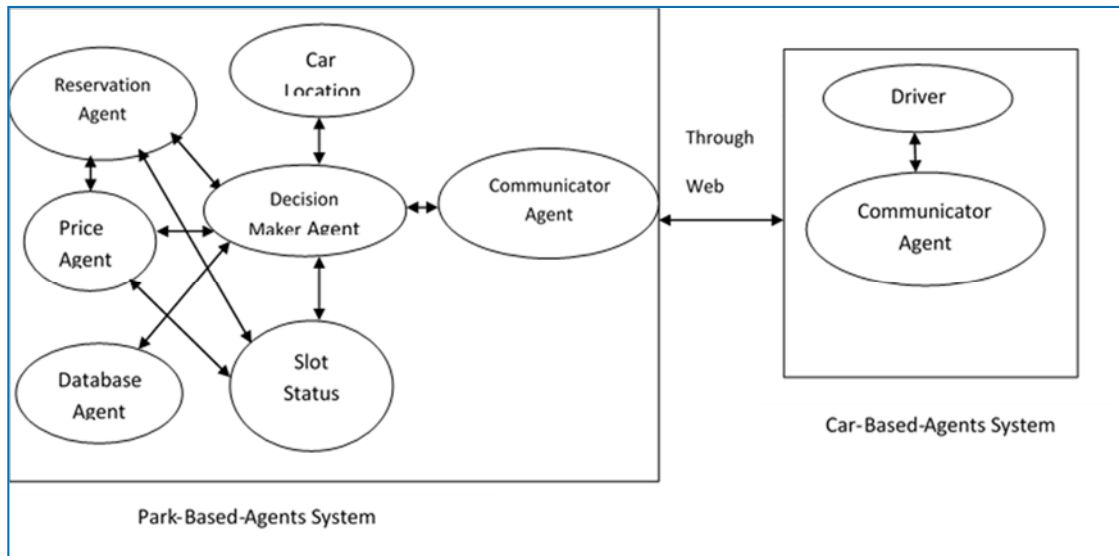 Reservation
Agent
Car
Location
Driver
Through
Web
Communicator
Agent
Decision
Maker Agent
Communicator
Agent
Price
Agent
Slot
Status
Database
Agent
Car-Based-Agents System
Park-Based-Agents System